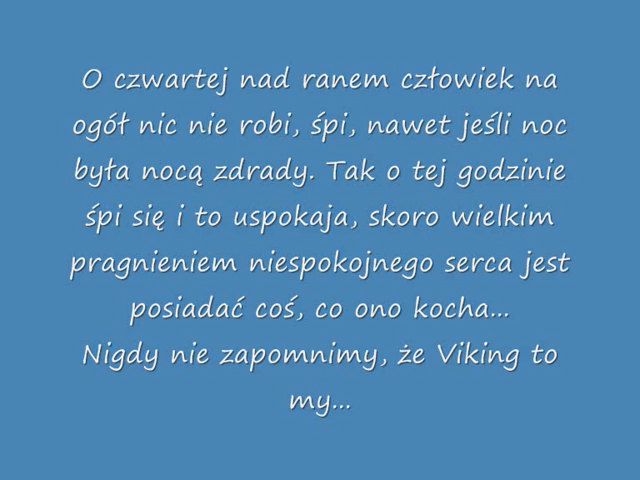 O czwartej nad ranem człowiek na
ogół nic nie robi, śpi, nawet jeśli noc
była nocą zdrady. Tak o tej godzinie
śpi się i to uspokaja, skoro wielkim
pragnieniem niespokojnego serca jest
posiadać coś, co ono kocha...
Nigdy nie zapomnimy, że Viking to
my...